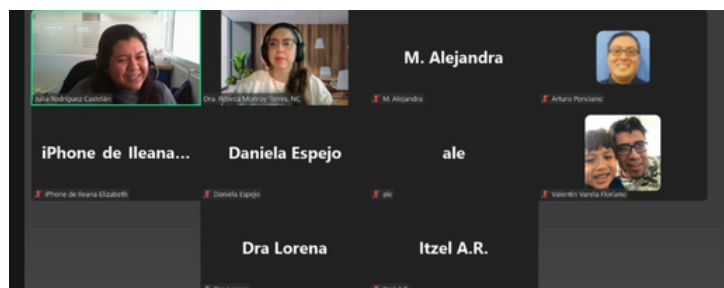 M. Alejandra
Julia Rodríguez Castelán
Dra. Rebeca Monroy Torres, NC
M. Alejandra
Arturo Ponciano
iPhone de Ileana...
Daniela Espejo
ale
iPhone de Ileana Elizabeth
Daniela Espejo
ale
Valentin Varela Floriano
Dra Lorena
Itzel A.R.